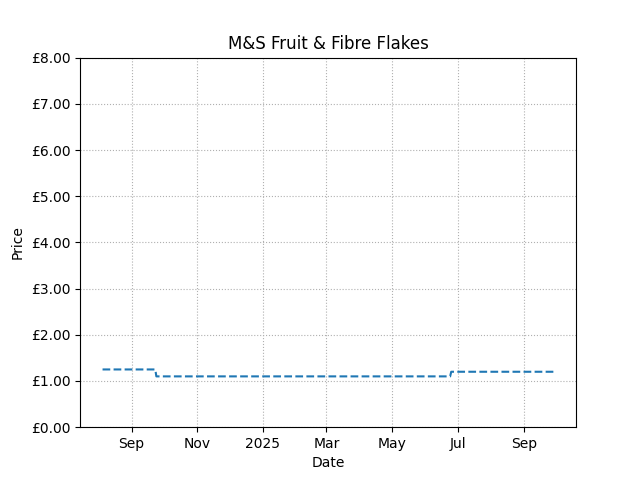 M&S Fruit & Fibre Flakes
£8.00
£7.00
£6.00
£5.00
£4.00
£3.00
£2.00
£1.00
£0.00
Price
Sep Nov 2025 Mar May Jul Sep
Date